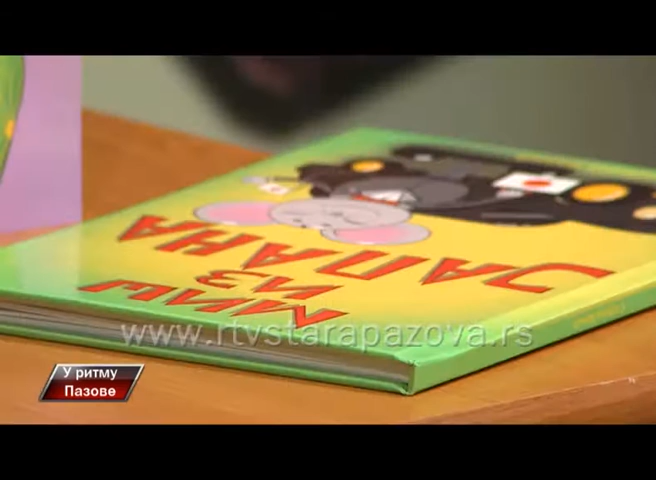 МИШ
ИЗ
ЈАПАНА
www.rtvstarapazova.rs
У ритму
Пазове